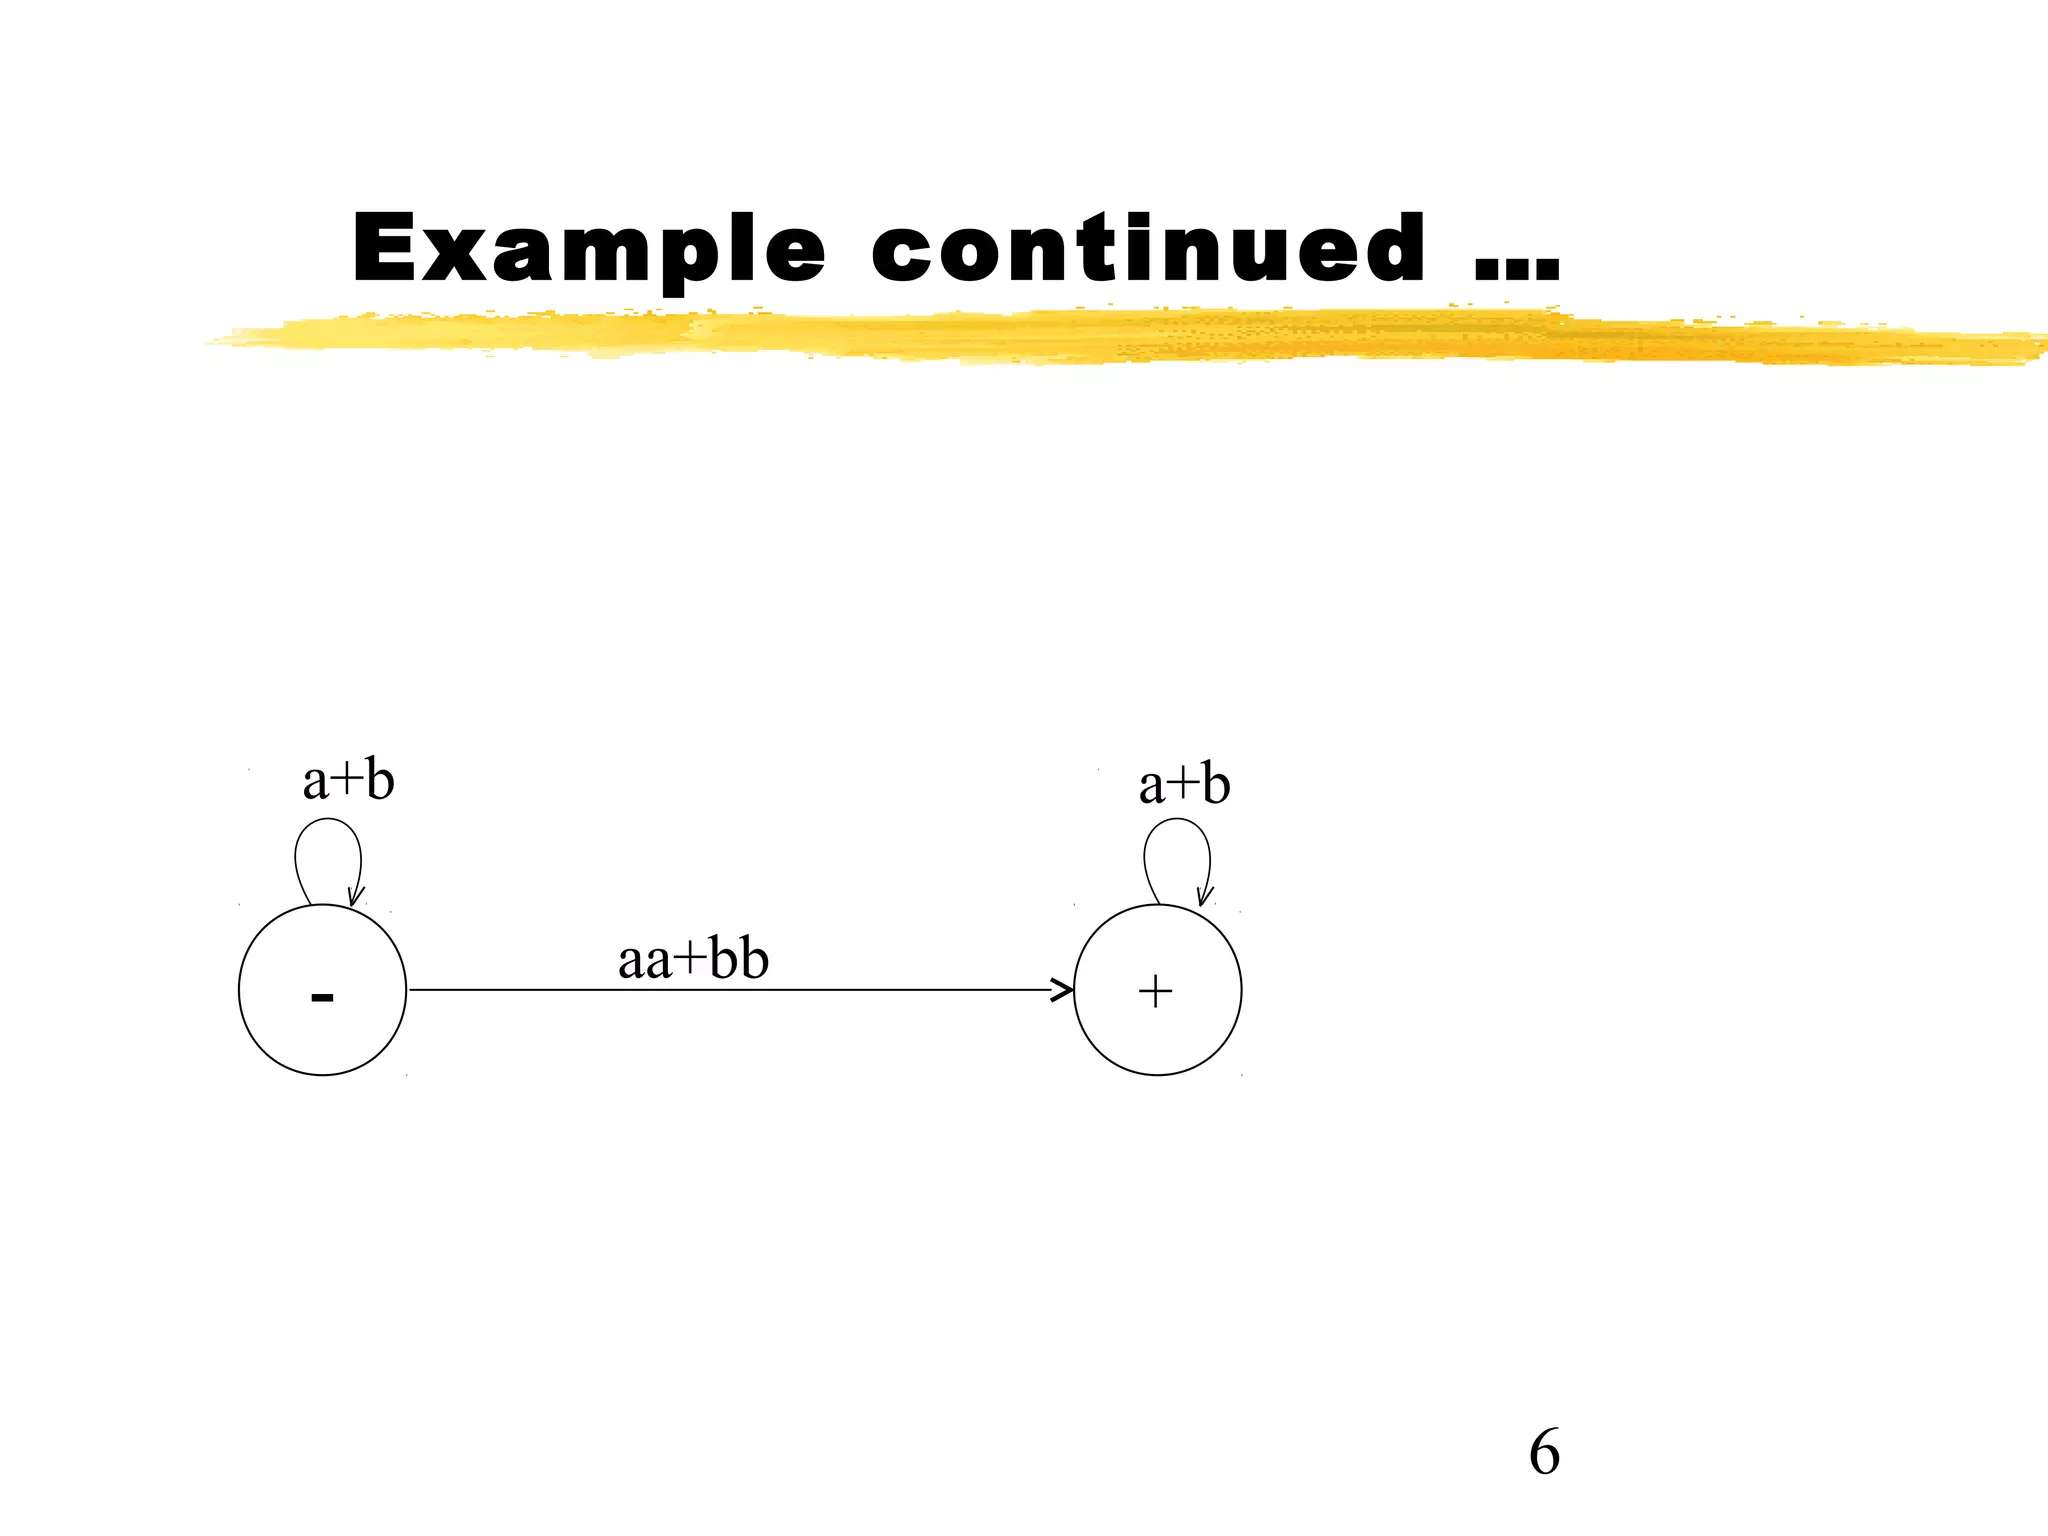 Example continued …
a+b
a+b
aa+bb
-
+
6